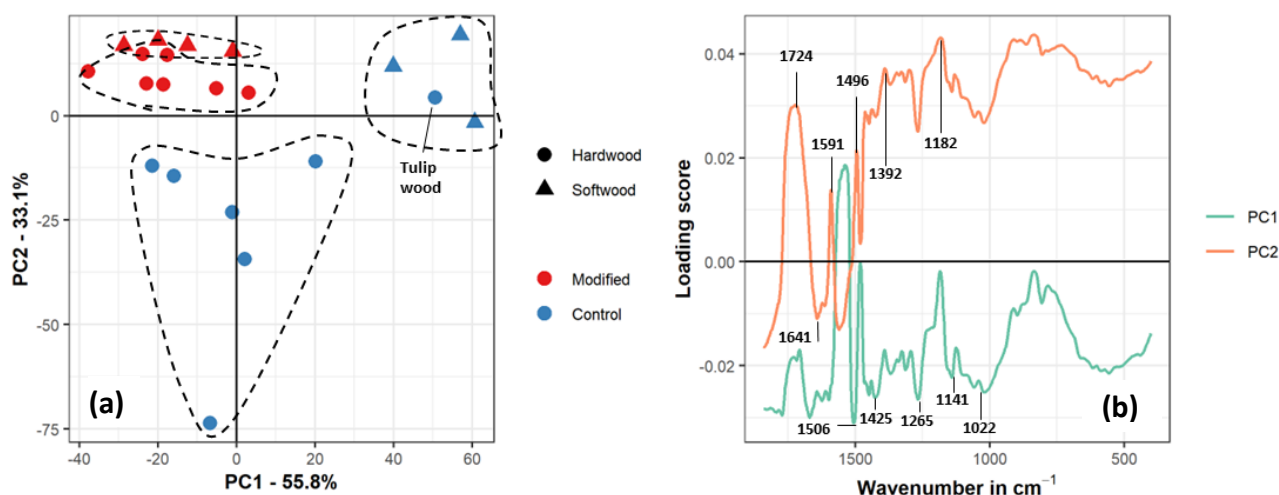 (a)
0
-25
-50
-75
PC2 - 33.1%
-40
-20
0
20
40
60
PC1 - 55.8%
Tulip
wood
Hardwood
Softwood
Modified
Control
(b)
0.04
0.02
0.00
-0.02
Loading score
1724
1591
1496
1392
1182
1641
1506
1425
1265
1141
1022
1500
1000
500
Wavenumber in cm⁻¹
PC1
PC2